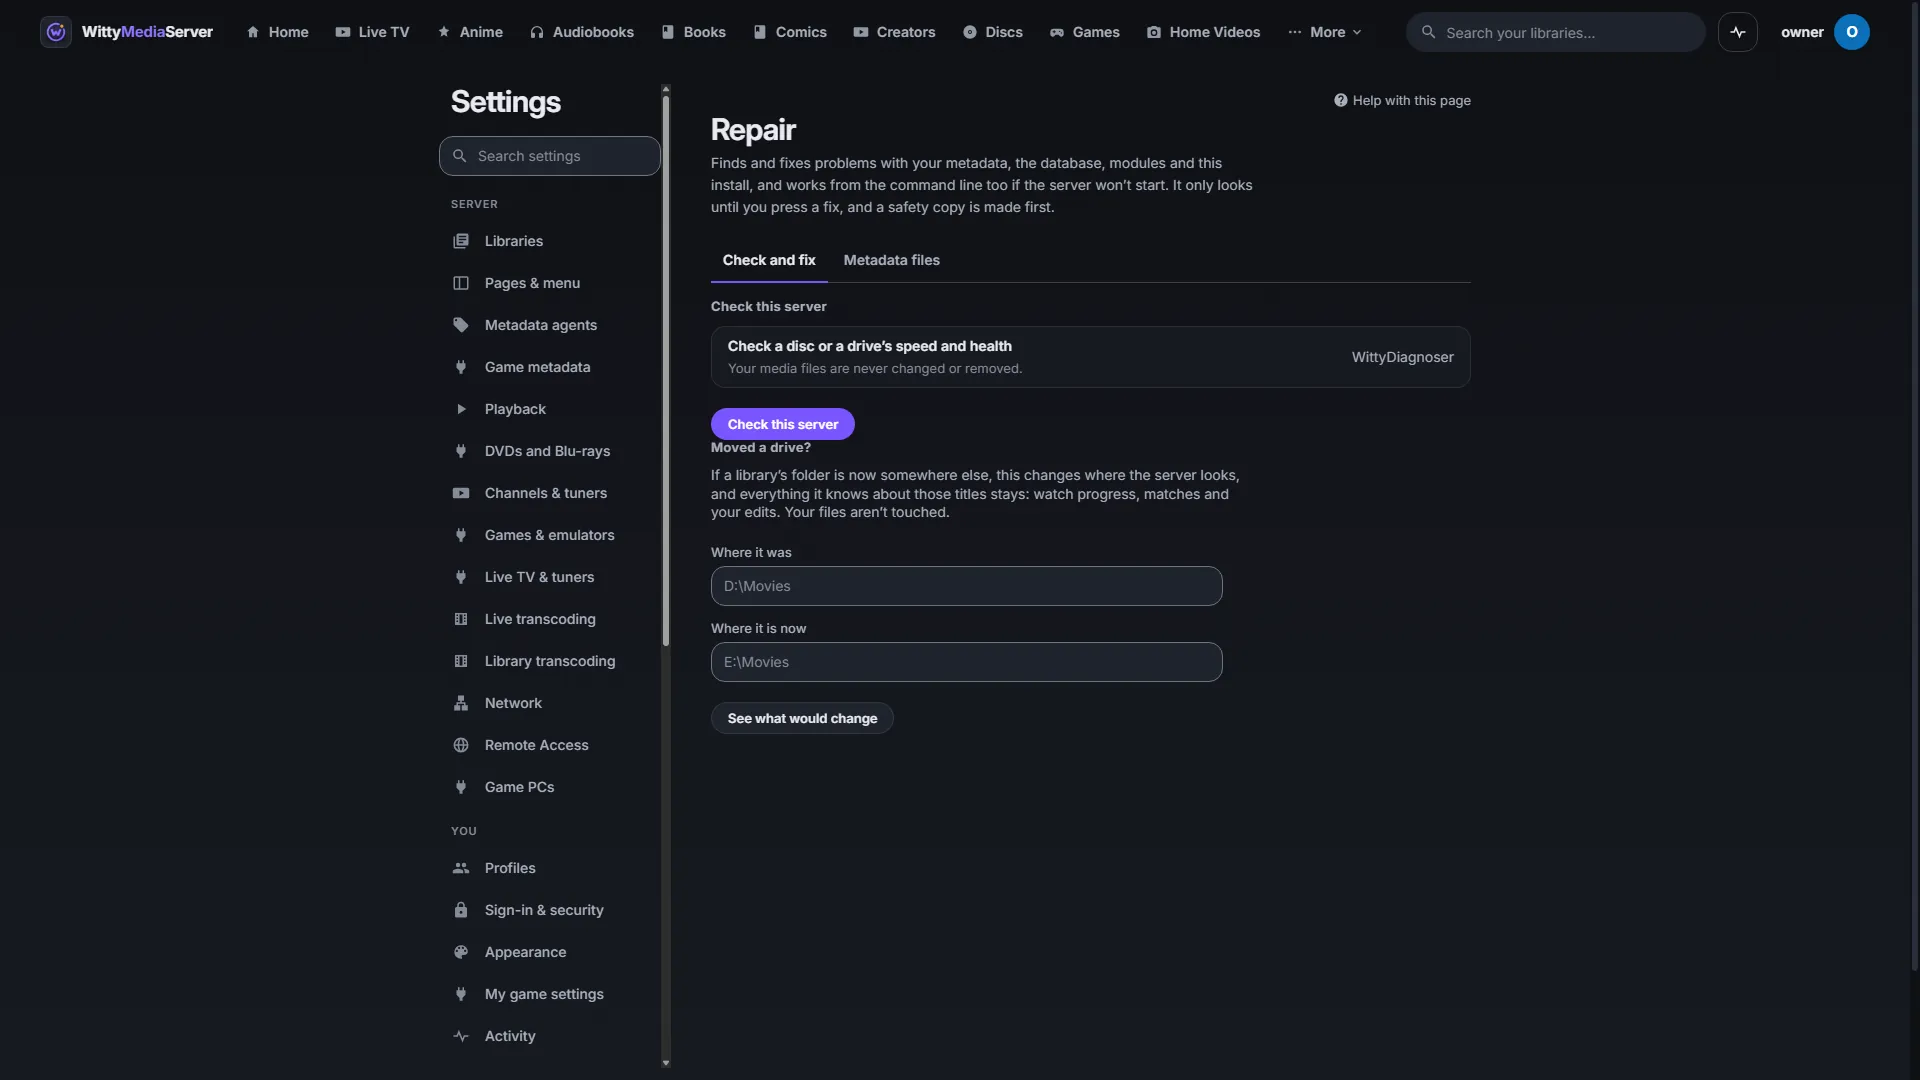 WittyMediaServer
Home
Live TV
Anime
Audiobooks
Books
Comics
Creators
Discs
Games
Home Videos
More
Search your libraries...
owner
O
Settings
Search settings
SERVER
Libraries
Pages & menu
Metadata agents
Game metadata
Playback
DVDs and Blu-rays
Channels & tuners
Games & emulators
Live TV & tuners
Live transcoding
Library transcoding
Network
Remote Access
Game PCs
YOU
Profiles
Sign-in & security
Appearance
My game settings
Activity
Help with this page
Repair
Finds and fixes problems with your metadata, the database, modules and this
install, and works from the command line too if the server won’t start. It only looks
until you press a fix, and a safety copy is made first.
Check and fix
Metadata files
Check this server
Check a disc or a drive’s speed and health
Your media files are never changed or removed.
WittyDiagnoser
Check this server
Moved a drive?
If a library’s folder is now somewhere else, this changes where the server looks,
and everything it knows about those titles stays: watch progress, matches and
your edits. Your files aren’t touched.
Where it was
D:\Movies
Where it is now
E:\Movies
See what would change